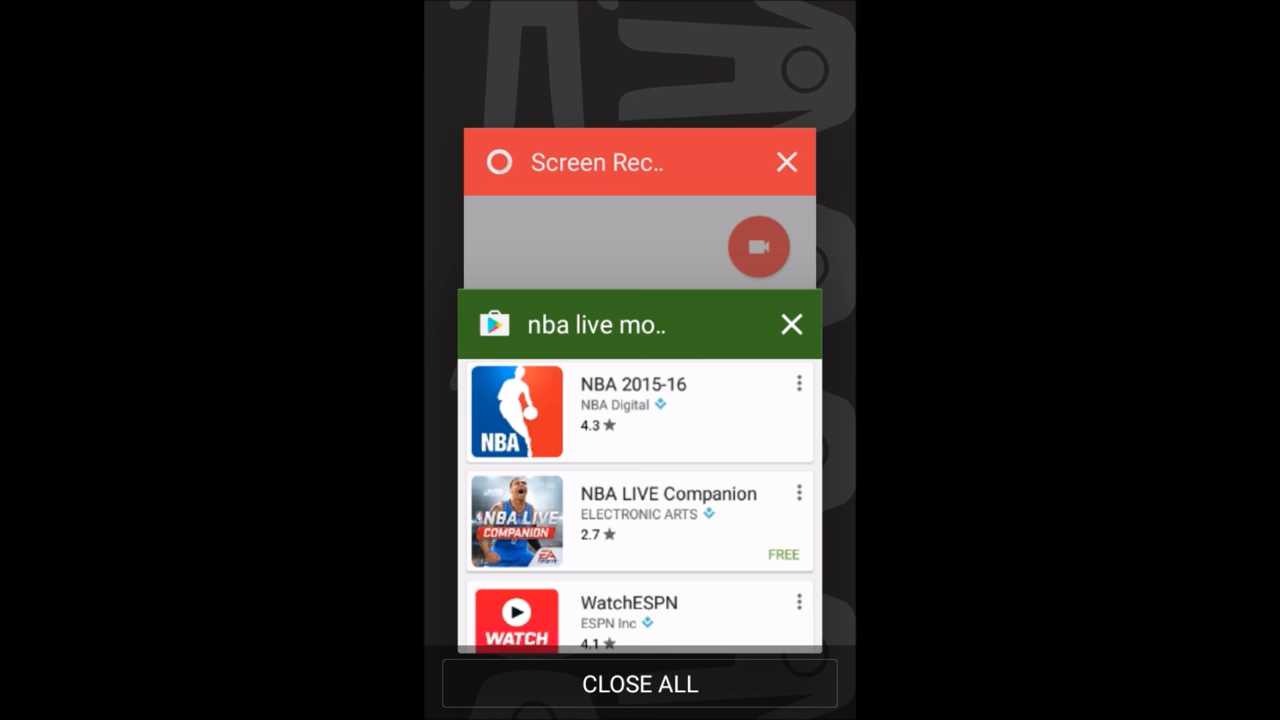 Screen Rec..
nba live mo..
NBA 2015-16
NBA Digital
4.3
NBA
NBA LIVE Companion
ELECTRONIC ARTS
2.7
NBA LIVE
COMPANION
EA
FREE
WatchESPN
ESPN Inc
4.1
WATCH
CLOSE ALL